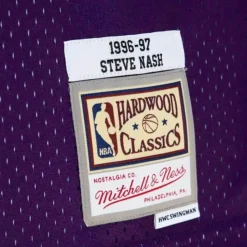 1996-97
STEVE NASH
HARDWOOD
NBA
CLASSICS
NOSTALGIA CO.
Mitchell & Ness
PHILADELPHIA, PA.
HWC SWINGMAN